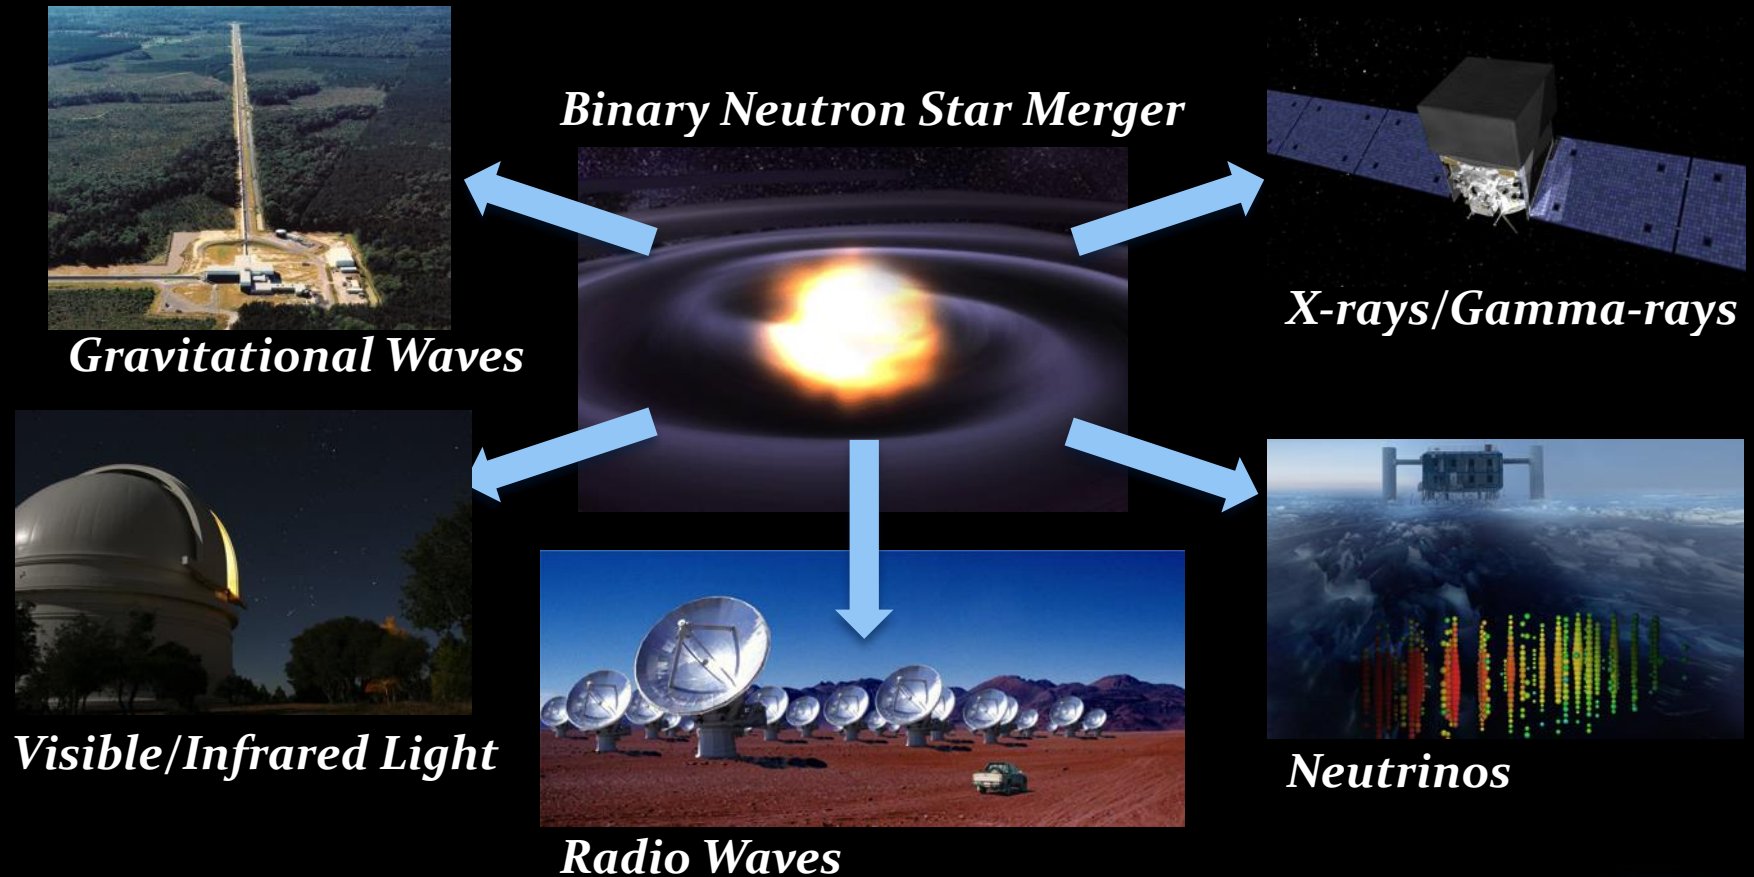 Binary Neutron Star Merger
Gravitational Waves
X-rays/Gamma-rays
Visible/Infrared Light
Neutrinos
Radio Waves